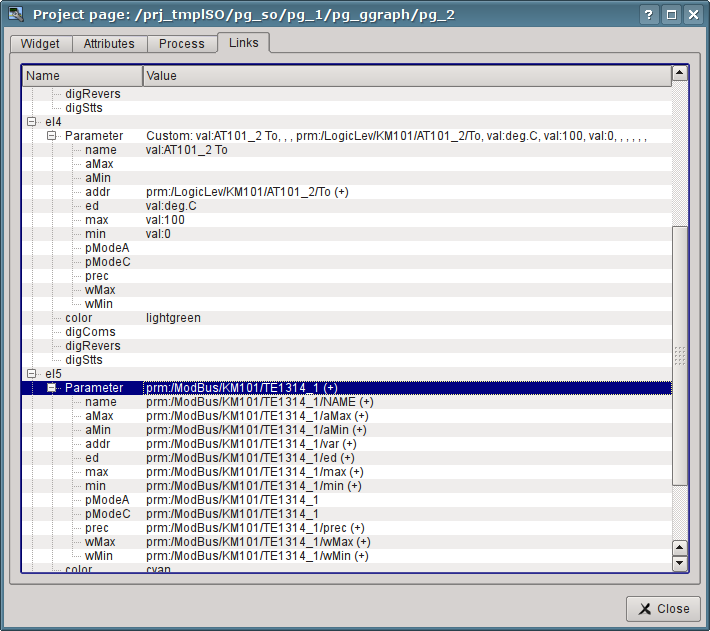 Project page: /prj_tmplSO/pg_so/pg_1/pg_ggraph/pg_2
Widget Attributes Process Links
Name Value
digRevers
digStts
el4
Parameter Custom: val:AT101_2 To, , , prm:/LogicLev/KM101/AT101_2/To, val:deg.C, val:100, val:0, , , , , ,
name val:AT101_2 To
aMax
aMin
addr prm:/LogicLev/KM101/AT101_2/To (+)
ed val:deg.C
max val:100
min val:0
pModeA
pModeC
prec
wMax
wMin
color lightgreen
digComs
digRevers
digStts
el5
Parameter prm:/ModBus/KM101/TE1314_1 (+)
name prm:/ModBus/KM101/TE1314_1/NAME (+)
aMax prm:/ModBus/KM101/TE1314_1/aMax (+)
aMin prm:/ModBus/KM101/TE1314_1/aMin (+)
addr prm:/ModBus/KM101/TE1314_1/var (+)
ed prm:/ModBus/KM101/TE1314_1/ed (+)
max prm:/ModBus/KM101/TE1314_1/max (+)
min prm:/ModBus/KM101/TE1314_1/min (+)
pModeA prm:/ModBus/KM101/TE1314_1
pModeC prm:/ModBus/KM101/TE1314_1
prec prm:/ModBus/KM101/TE1314_1/prec (+)
wMax prm:/ModBus/KM101/TE1314_1/wMax (+)
wMin prm:/ModBus/KM101/TE1314_1/wMin (+)
color cyan
Close